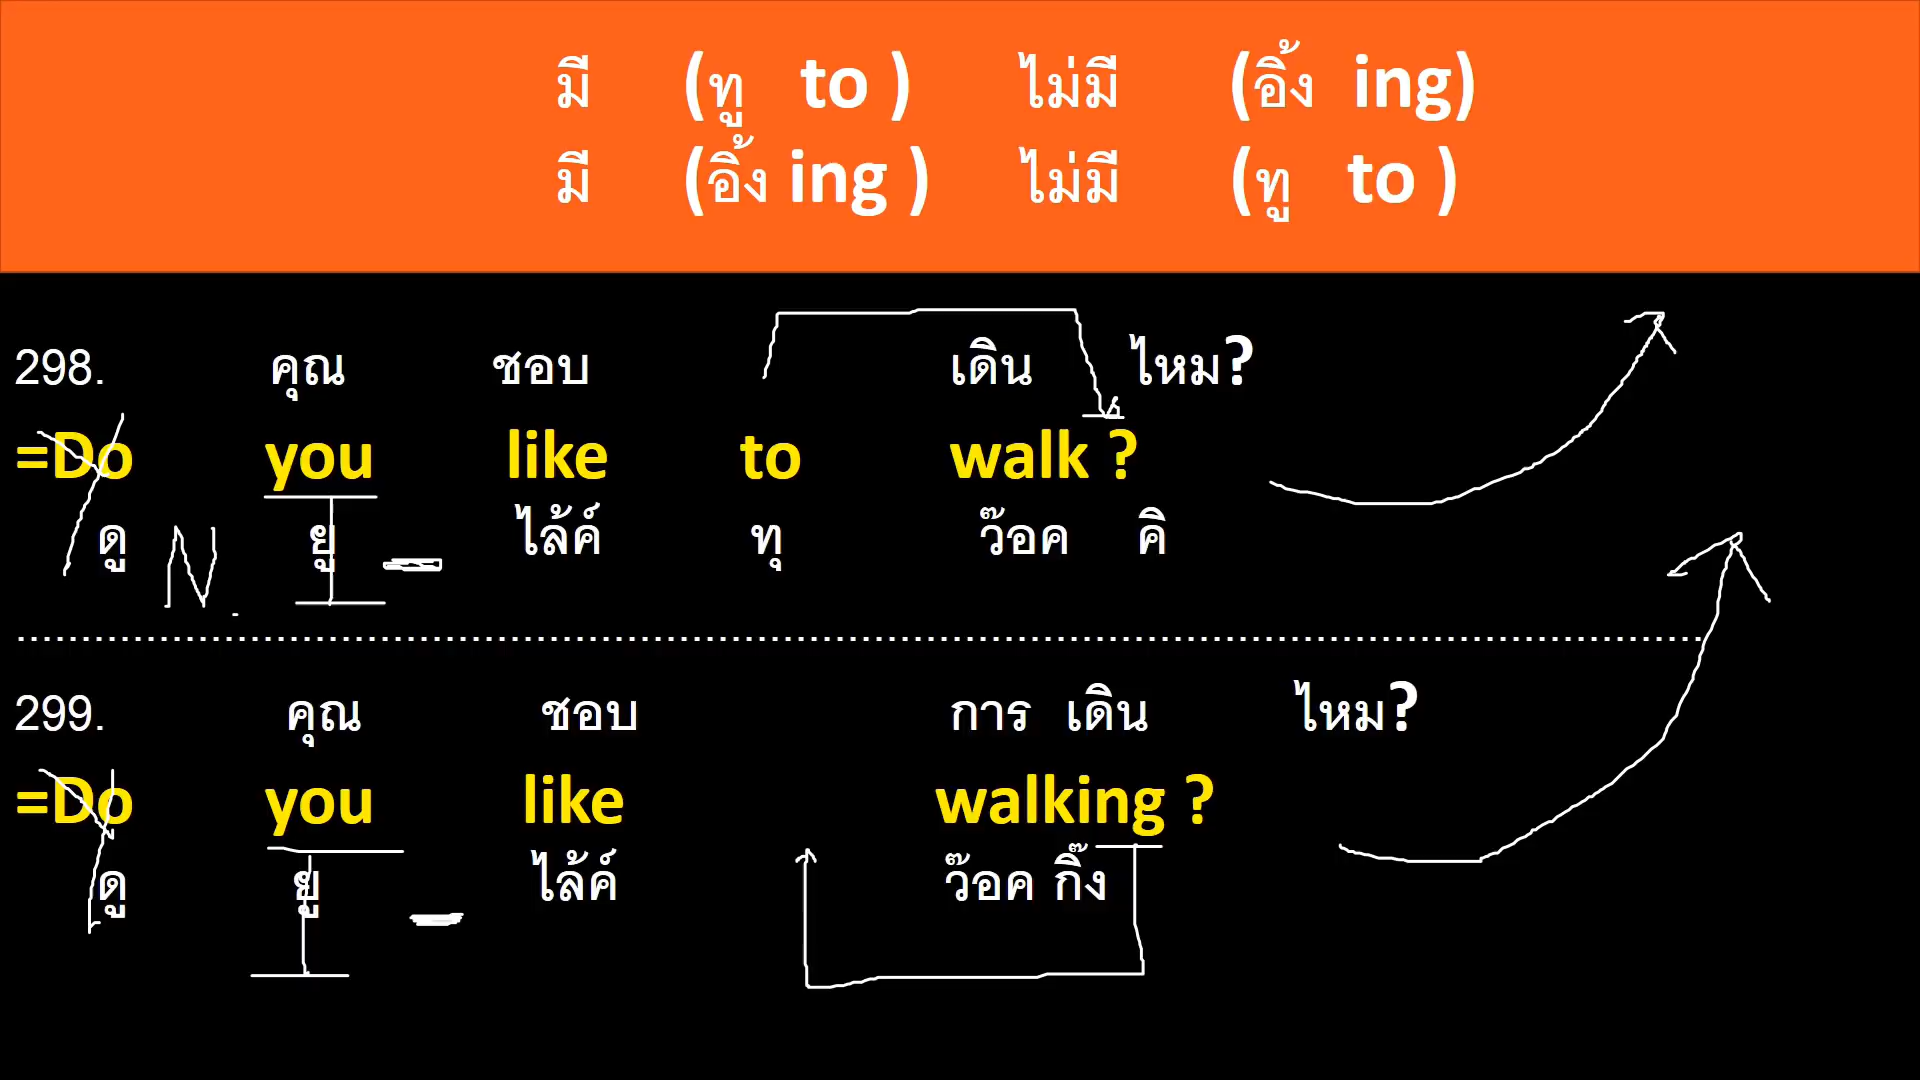 มี (ทู to ) ไม่มี (อิ้ง ing)
มี (อิ้ง ing ) ไม่มี (ทู to )
298. คุณ ชอบ เดิน ไหม?
=Do you like to walk ?
ดู N. ยู ไล้ค์ ทุ ว๊อค คิ
299. คุณ ชอบ การ เดิน ไหม?
=Do you like walking ?
ดู ยู ไล้ค์ ว๊อค กิ๊ง